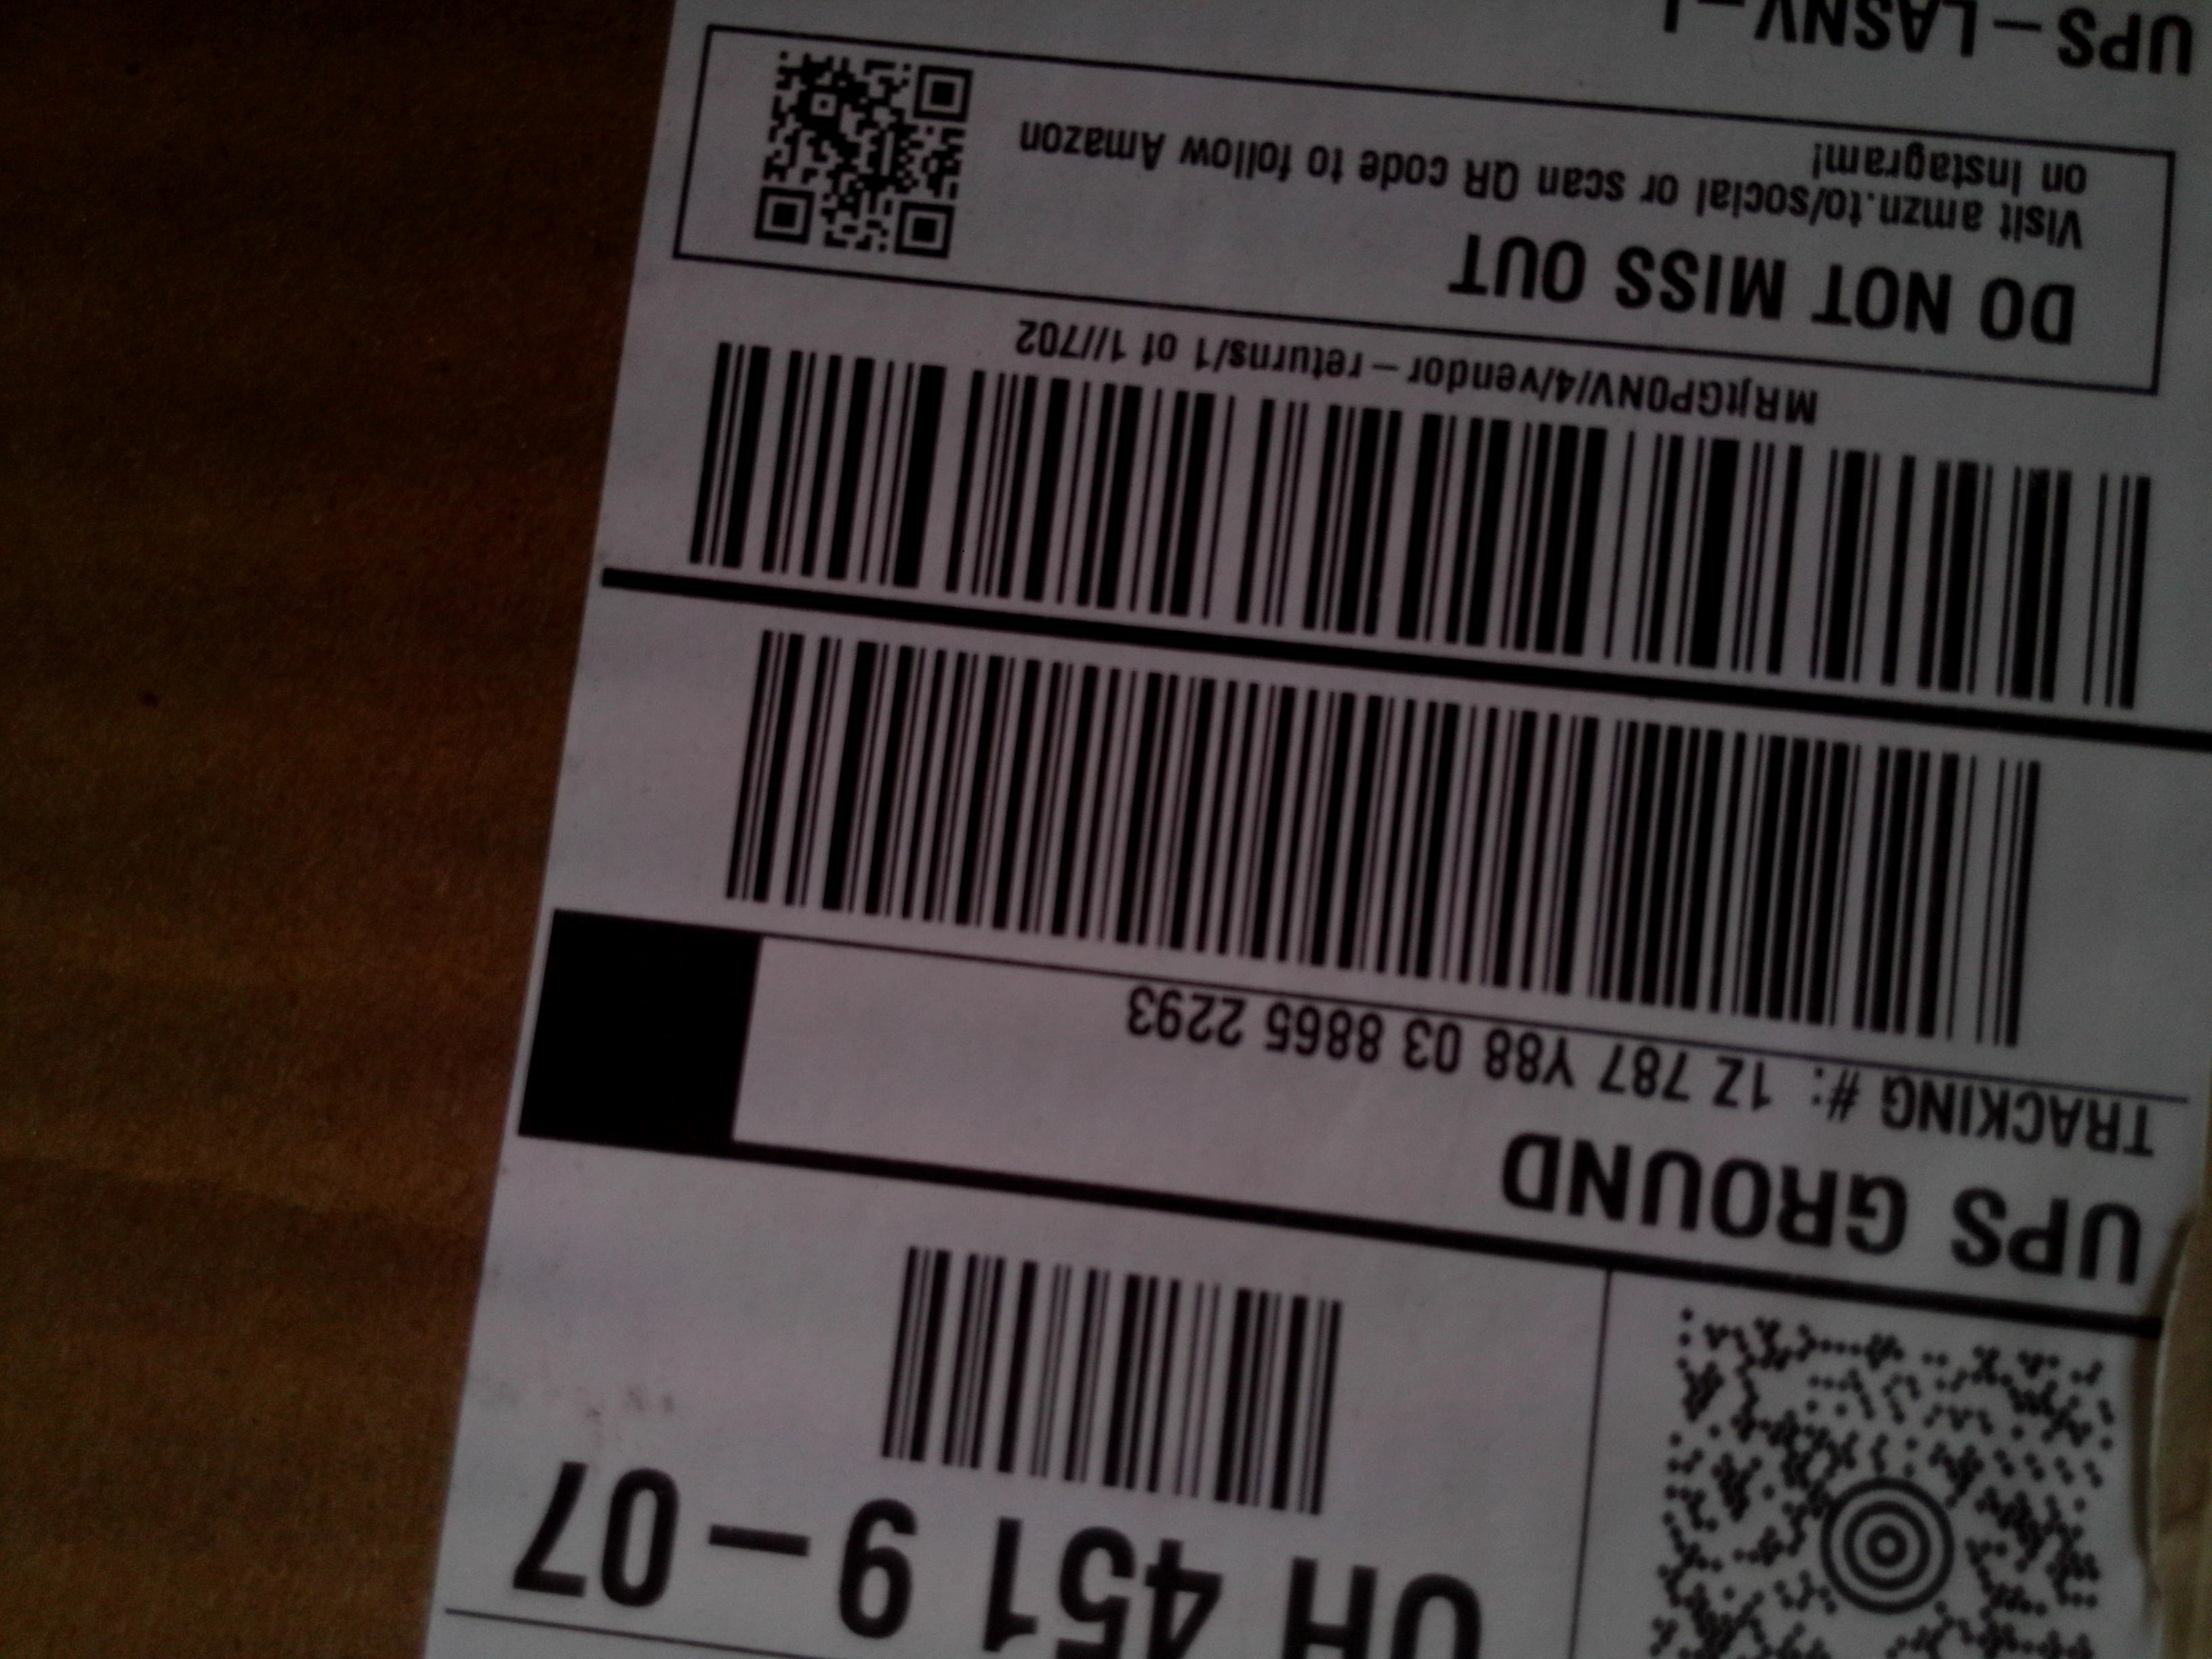 OH 451 9-07
UPS GROUND
TRACKING #: 1Z 787 Y88 03 8865 2293
MRjtGP0NV/4/vendor-returns/1 of 1//702
DO NOT MISS OUT
Visit amzn.to/social or scan QR code to follow Amazon
on Instagram!
UPS-LASNV-